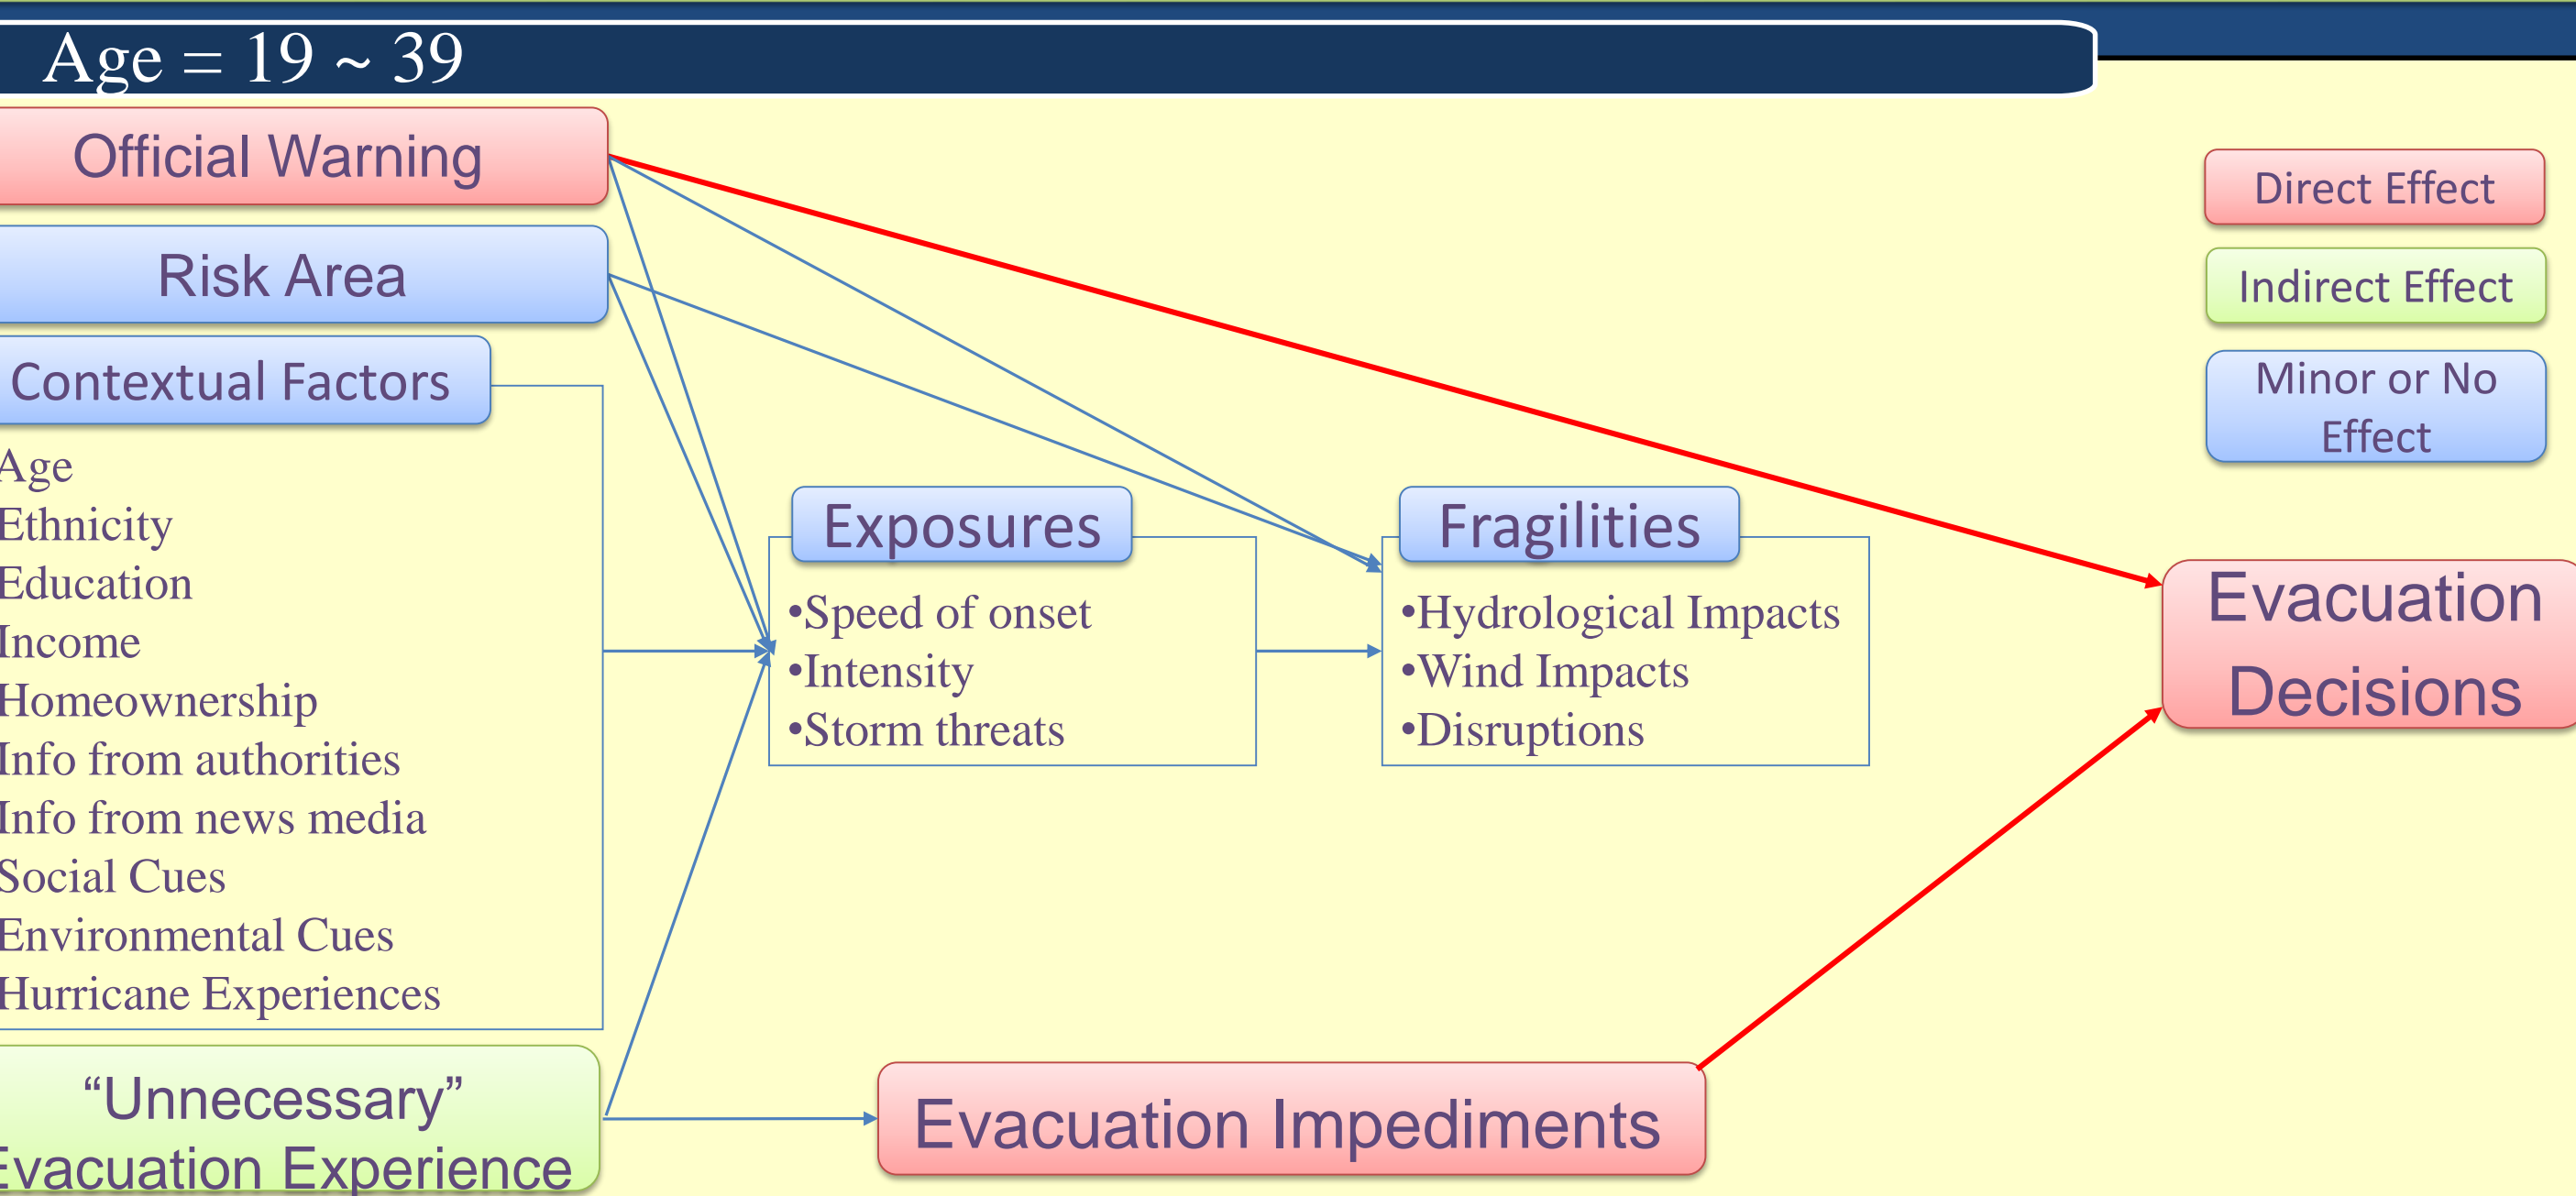 Age = 19 ~ 39
Official Warning
Risk Area
Contextual Factors
Age
Ethnicity
Education
Income
Homeownership
Info from authorities
Info from news media
Social Cues
Environmental Cues
Hurricane Experiences
“Unnecessary”
Evacuation Experience
Exposures
•Speed of onset
•Intensity
•Storm threats
Fragilities
•Hydrological Impacts
•Wind Impacts
•Disruptions
Evacuation Impediments
Direct Effect
Indirect Effect
Minor or No
Effect
Evacuation
Decisions